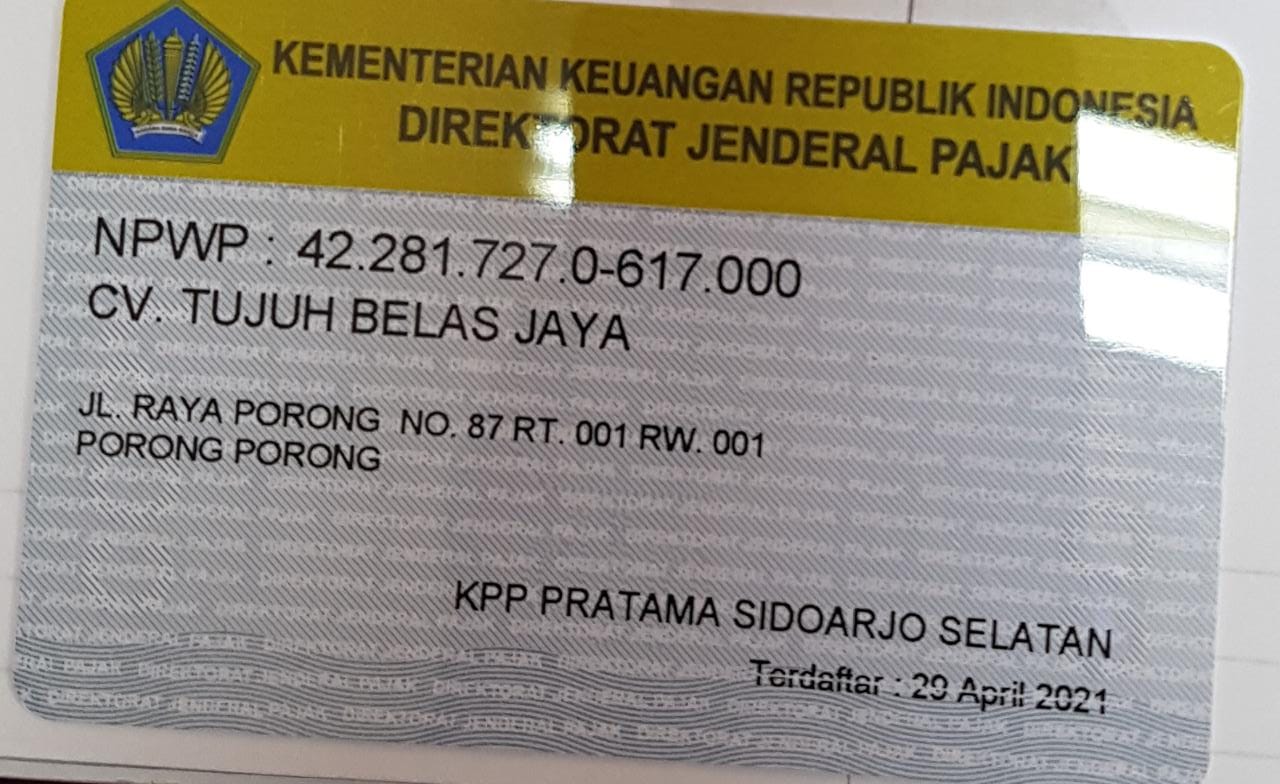 KEMENTERIAN KEUANGAN REPUBLIK INDONESIA
DIREKTORAT JENDERAL PAJAK
NPWP : 42.281.727.0-617.000
CV. TUJUH BELAS JAYA
JL. RAYA PORONG NO. 87 RT. 001 RW. 001
PORONG PORONG
KPP PRATAMA SIDOARJO SELATAN
Terdaftar : 29 April 2021